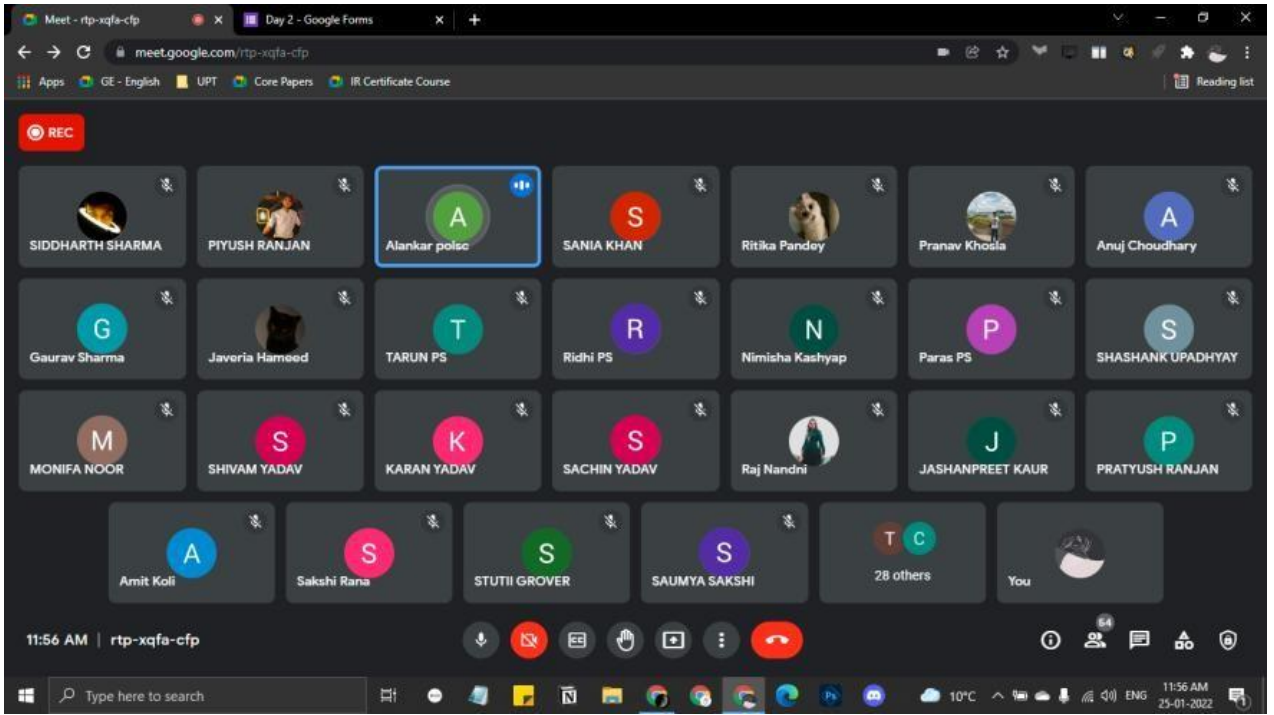 Meet - rtp-xqfa-cfp Day 2 - Google Forms
meet.google.com/rtp-xqfa-cfp
Apps GE - English UPT Core Papers IR Certificate Course Reading list
REC
SIDDHARTH SHARMA PIYUSH RANJAN A Alankar polsc S SANIA KHAN Ritika Pandey Pranav Khosla A Anuj Choudhary
G Gaurav Sharma Javeria Hameed T TARUN PS R Ridhi PS N Nimisha Kashyap P Paras PS S SHASHANK UPADHYAY
M MONIFA NOOR S SHIVAM YADAV K KARAN YADAV S SACHIN YADAV Raj Nandni J JASHANPREET KAUR P PRATYUSH RANJAN
A Amit Koli S Sakshi Rana S STUTII GROVER S SAUMYA SAKSHI T C 28 others You
11:56 AM | rtp-xqfa-cfp CC 54
Type here to search N Ps 10°C ENG 11:56 AM
25-01-2022 1